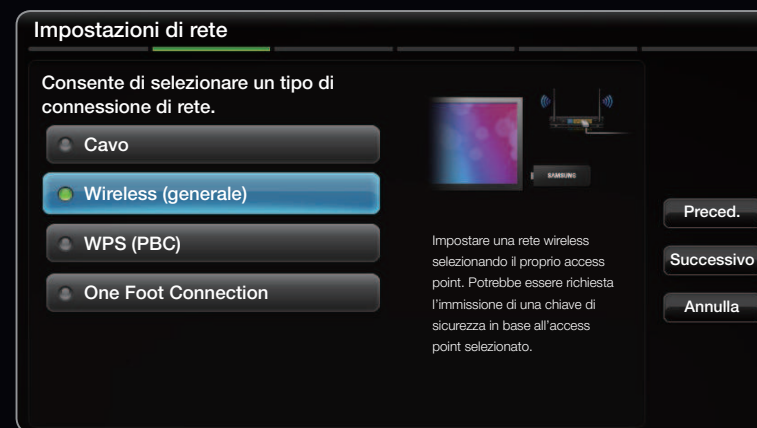 Impostazioni di rete
Consente di selezionare un tipo di
connessione di rete.
Cavo
Wireless (generale)
WPS (PBC)
One Foot Connection
SAMSUNG
Impostare una rete wireless
selezionando il proprio access
point. Potrebbe essere richiesta
l’immissione di una chiave di
sicurezza in base all’access
point selezionato.
Preced.
Successivo
Annulla